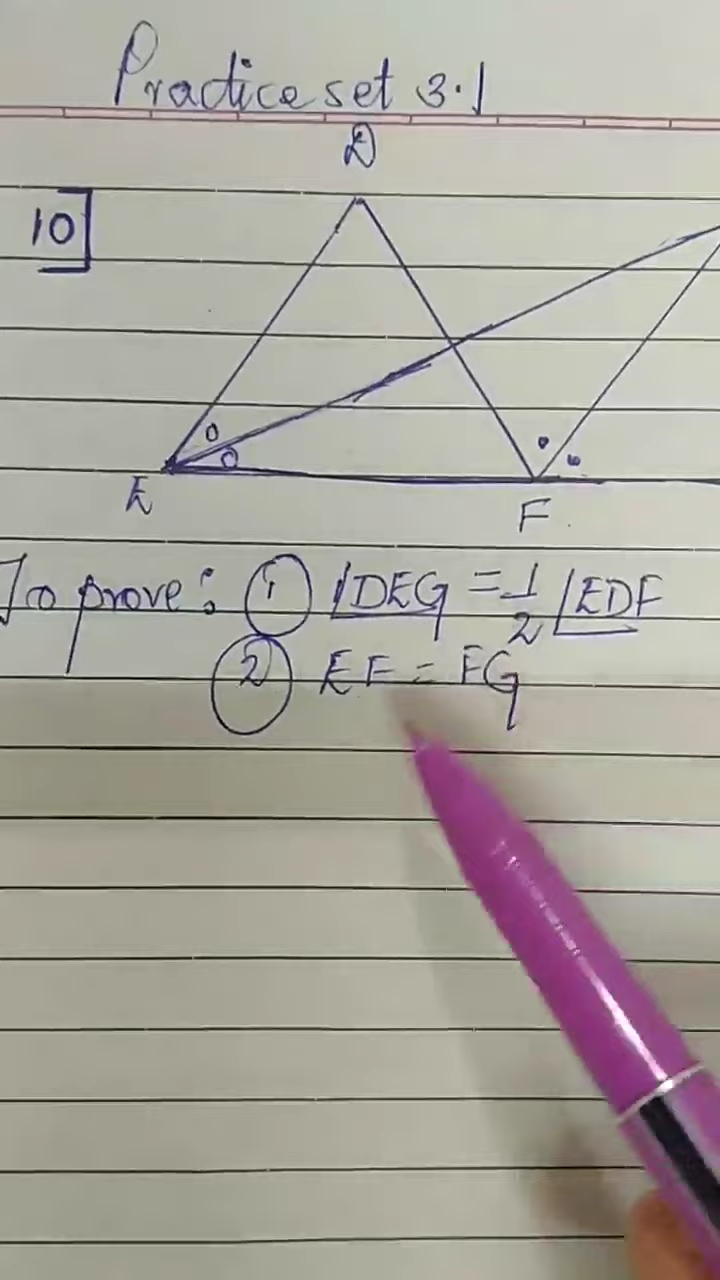 Practice set 3.1
D
10]
E
F
To prove: 1 ∠DEG = 1/2 ∠EDF
2 EF = FG